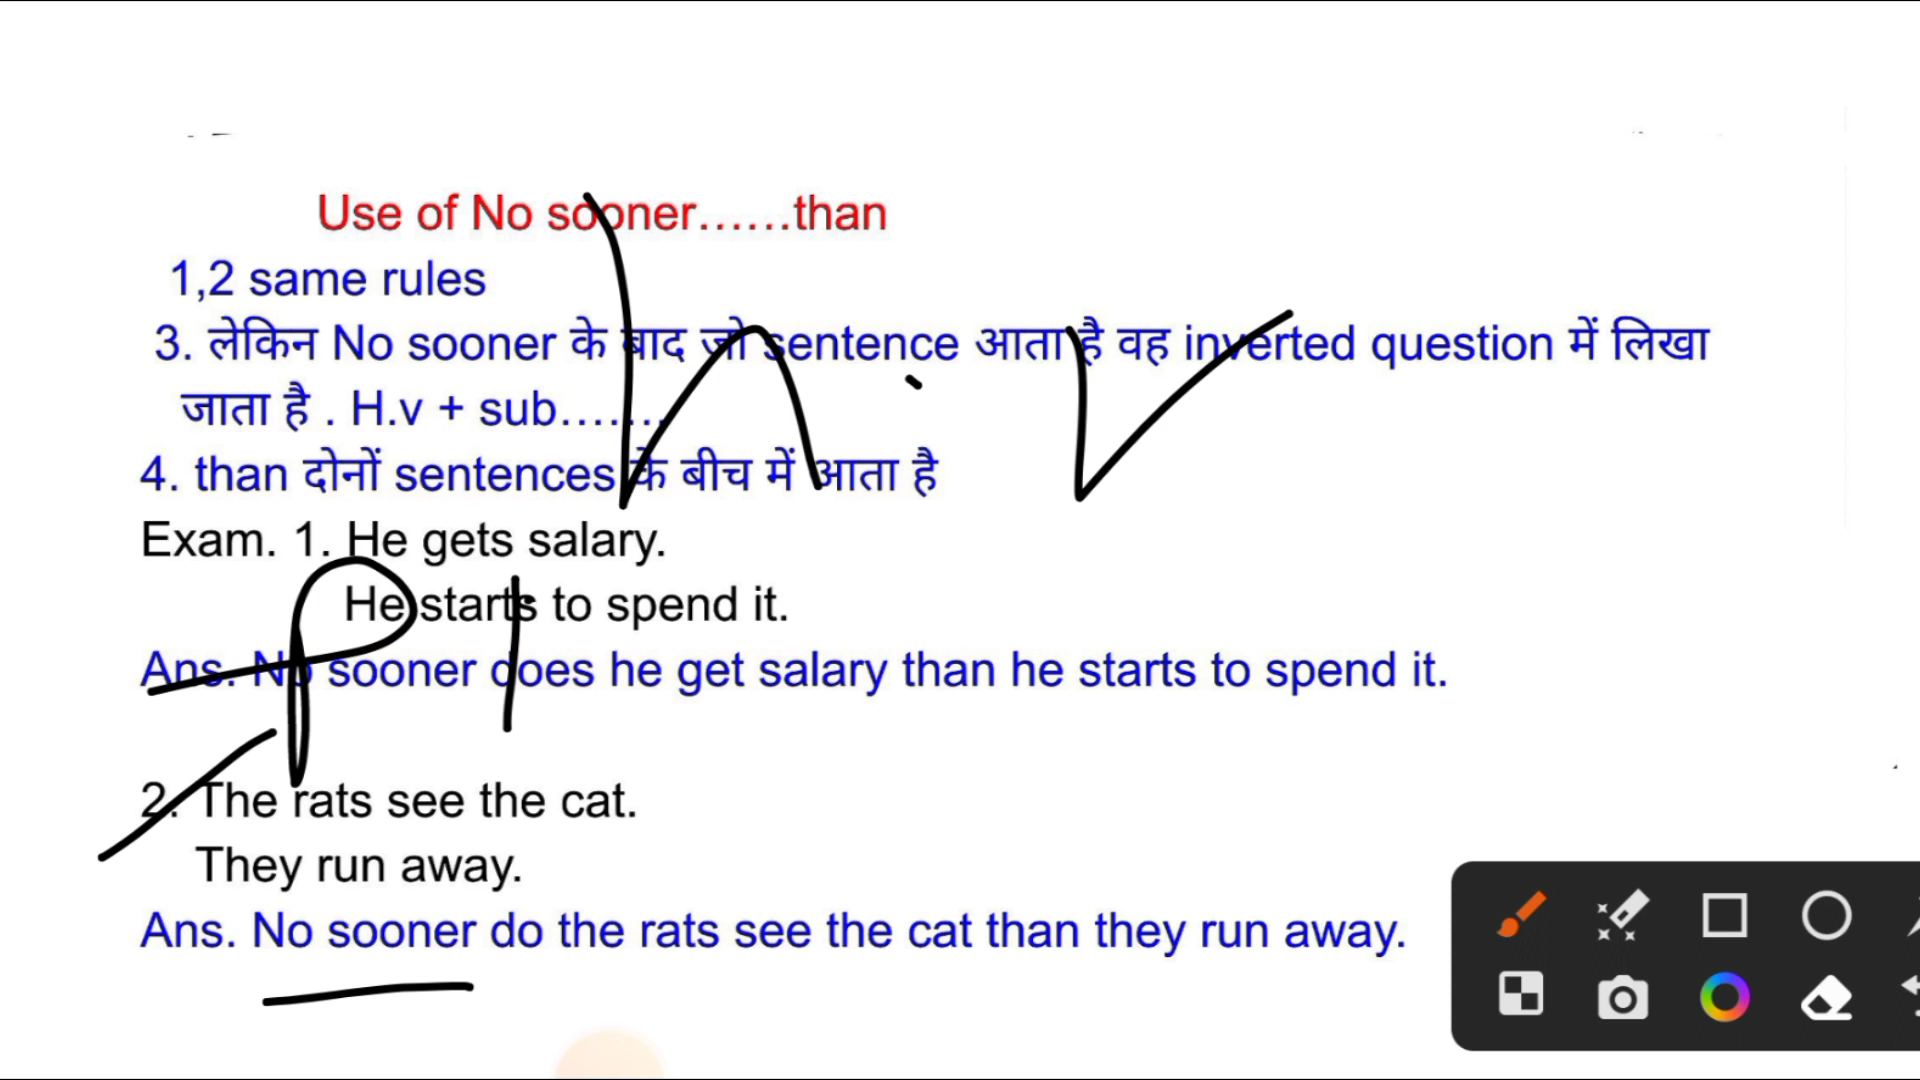 Use of No sooner......than
1,2 same rules
3. लेकिन No sooner के बाद जो sentence आता है वह inverted question में लिखा
जाता है . H.v + sub.......
4. than दोनों sentences के बीच में आता है
Exam. 1. He gets salary.
He starts to spend it.
Ans. No sooner does he get salary than he starts to spend it.
2. The rats see the cat.
They run away.
Ans. No sooner do the rats see the cat than they run away.